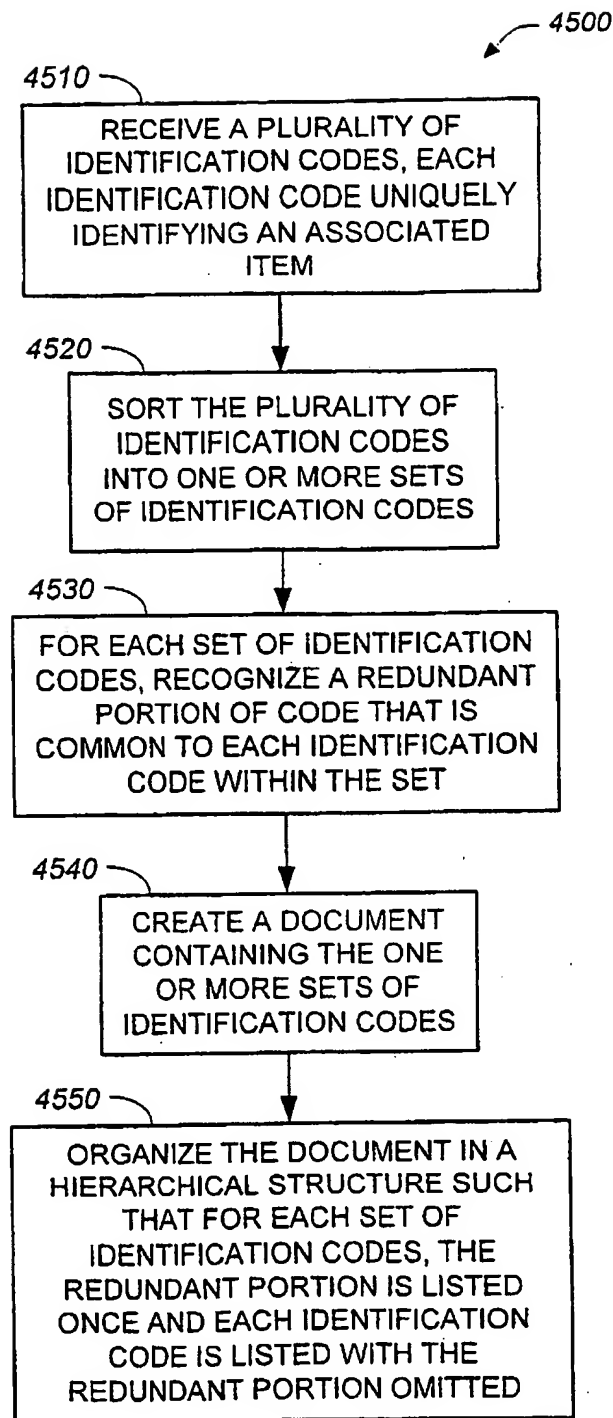 4500
4510
RECEIVE A PLURALITY OF
IDENTIFICATION CODES, EACH
IDENTIFICATION CODE UNIQUELY
IDENTIFYING AN ASSOCIATED
ITEM
4520
SORT THE PLURALITY OF
IDENTIFICATION CODES
INTO ONE OR MORE SETS
OF IDENTIFICATION CODES
4530
FOR EACH SET OF IDENTIFICATION
CODES, RECOGNIZE A REDUNDANT
PORTION OF CODE THAT IS
COMMON TO EACH IDENTIFICATION
CODE WITHIN THE SET
4540
CREATE A DOCUMENT
CONTAINING THE ONE
OR MORE SETS OF
IDENTIFICATION CODES
4550
ORGANIZE THE DOCUMENT IN A
HIERARCHICAL STRUCTURE SUCH
THAT FOR EACH SET OF
IDENTIFICATION CODES, THE
REDUNDANT PORTION IS LISTED
ONCE AND EACH IDENTIFICATION
CODE IS LISTED WITH THE
REDUNDANT PORTION OMITTED